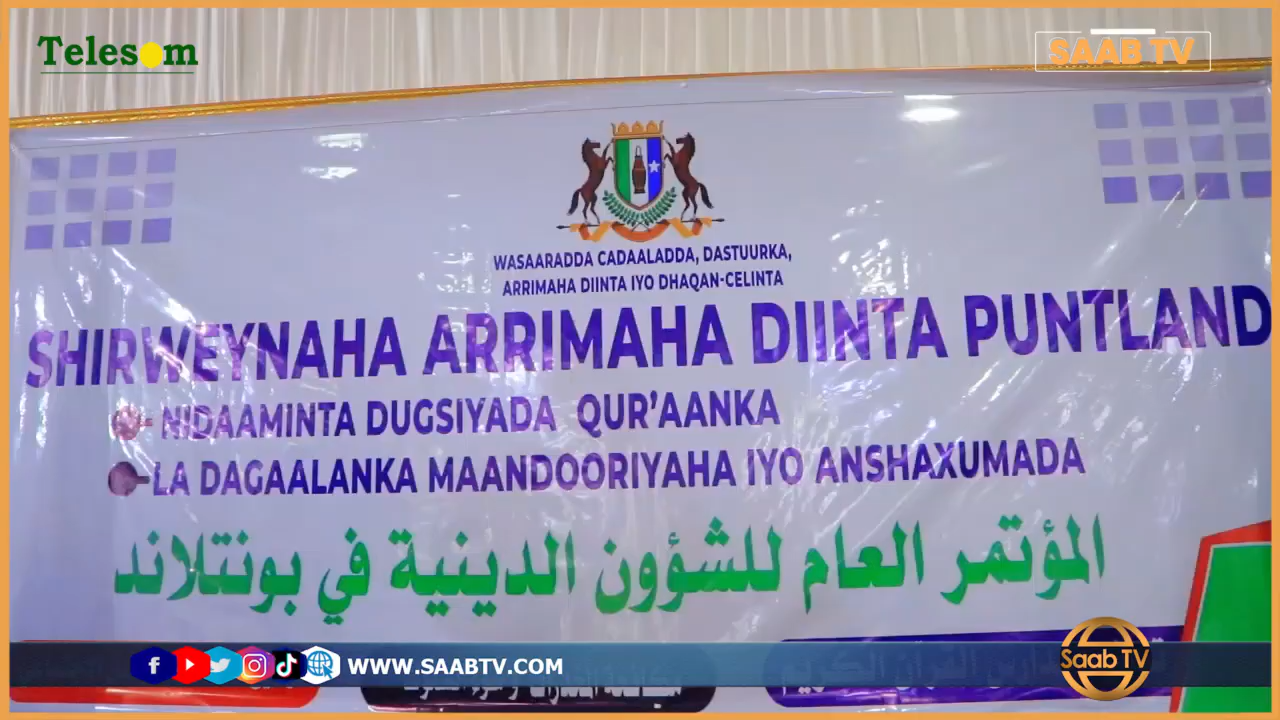 Telesom
SAAB TV
WASAARADDA CADAALADDA, DASTUURKA,
ARRIMAHA DIINTA IYO DHAQAN-CELINTA
SHIRWEYNAHA ARRIMAHA DIINTA PUNTLAND
NIDAAMINTA DUGSIYADA QUR'AANKA
LA DAGAALANKA MAANDOORIYAHA IYO ANSHAXUMADA
المؤتمر العام للشؤون الدينية في بونتلاند
WWW.SAABTV.COM
Saab TV